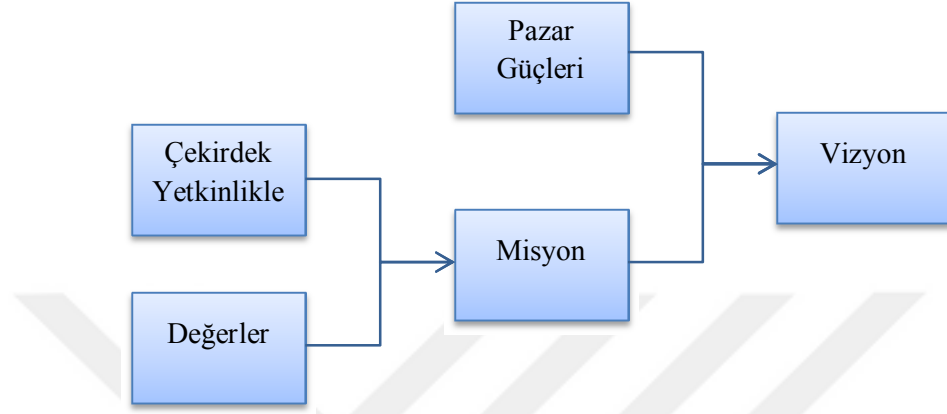 Pazar
Güçleri
Çekirdek
Yetkinlikle
Vizyon
Misyon
Değerler